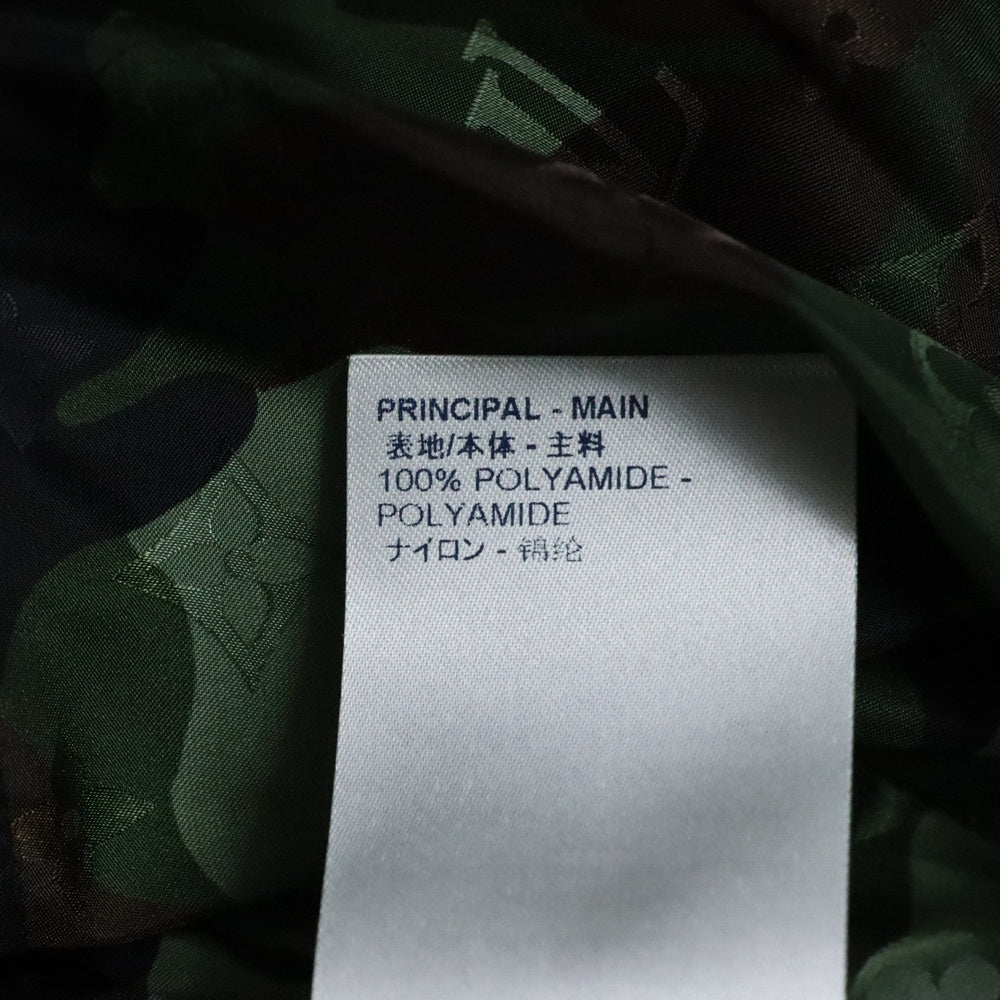 PRINCIPAL - MAIN
表地/本体 - 主料
100% POLYAMIDE -
POLYAMIDE
ナイロン - 锦纶